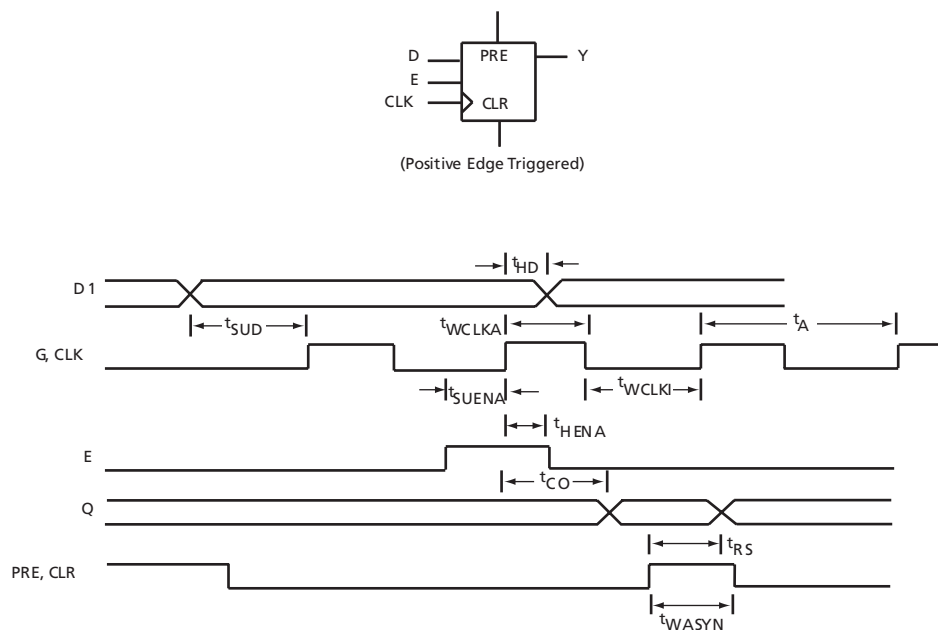 D
PRE
Y
E
CLK
CLR
(Positive Edge Triggered)
tHD
D1
tSUD
tWCLKA
tA
G, CLK
tSUENA
tWCLKI
tHENA
E
tCO
Q
tRS
PRE, CLR
tWASYN